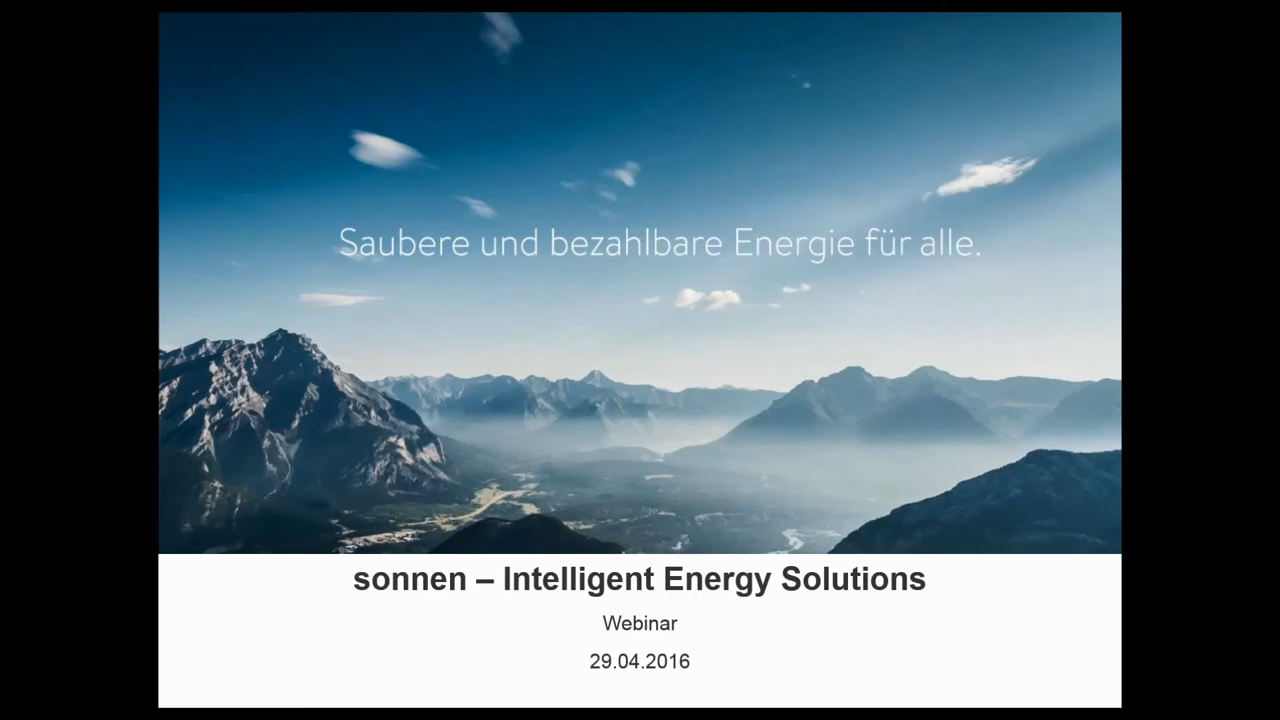 Saubere und bezahlbare Energie für alle.
sonnen – Intelligent Energy Solutions
Webinar
29.04.2016